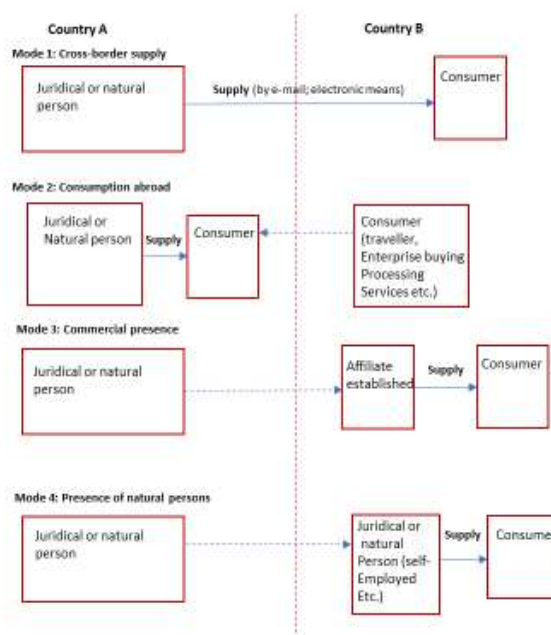 Country A
Country B
Mode 1: Cross-border supply
Juridical or natural
person
Supply (by e-mail; electronic means)
Consumer
Mode 2: Consumption abroad
Juridical or
Natural person
Supply
Consumer
Consumer
(traveller,
Enterprise buying
Processing
Services etc.)
Mode 3: Commercial presence
Juridical or natural
person
Affiliate
established
Supply
Consumer
Mode 4: Presence of natural persons
Juridical or natural
person
Juridical or
natural
Person (self-
Employed
Etc.)
Supply
Consumer